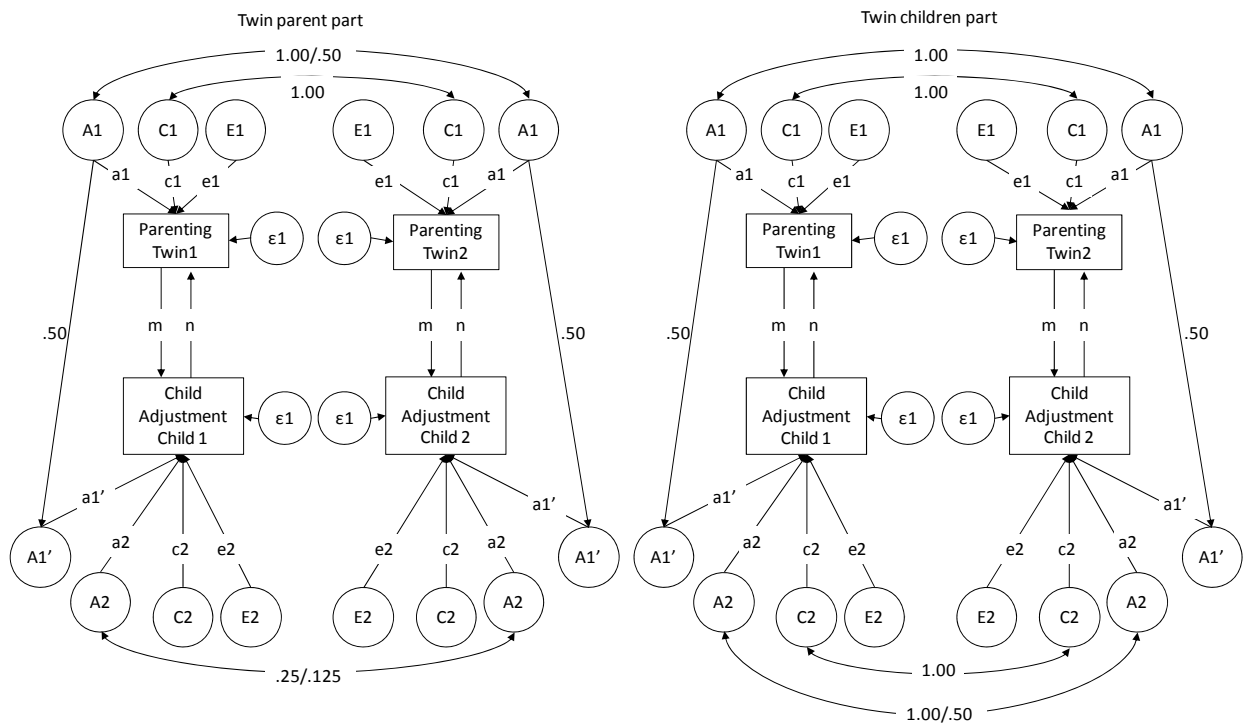 Twin parent part
Twin children part
1.00/.50
1.00
1.00
1.00
A1
C1
E1
E1
C1
A1
A1
C1
E1
E1
C1
A1
a1
c1
e1
e1
c1
a1
a1
c1
e1
e1
c1
a1
Parenting
Twin1
ε1
ε1
Parenting
Twin2
Parenting
Twin1
ε1
ε1
Parenting
Twin2
.50
m
n
m
n
.50
.50
m
n
m
n
.50
Child
Adjustment
Child 1
ε1
ε1
Child
Adjustment
Child 2
Child
Adjustment
Child 1
ε1
ε1
Child
Adjustment
Child 2
a1’
a2
c2
e2
e2
c2
a2
a1’
a1’
a2
c2
e2
e2
c2
a2
a1’
A1’
A2
C2
E2
E2
C2
A2
A1’
A1’
A2
C2
E2
E2
C2
A2
A1’
.25/.125
1.00
1.00/.50